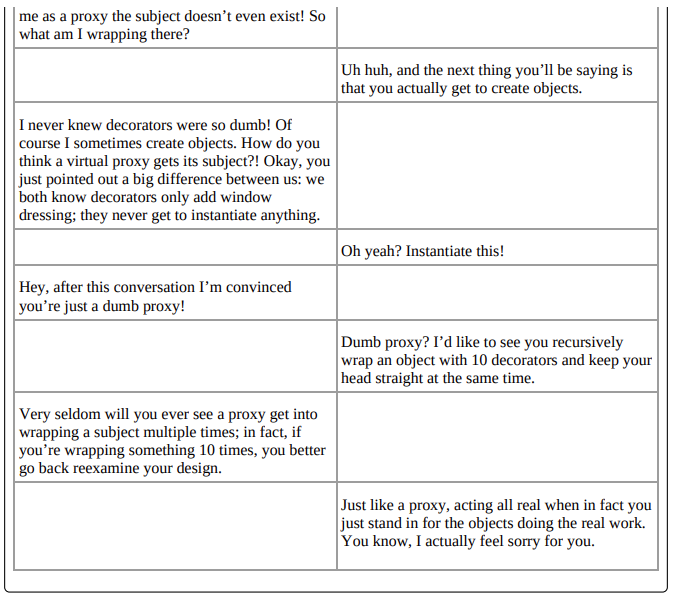 me as a proxy the subject doesn’t even exist! So
what am I wrapping there?
Uh huh, and the next thing you’ll be saying is
that you actually get to create objects.
I never knew decorators were so dumb! Of
course I sometimes create objects. How do you
think a virtual proxy gets its subject?! Okay, you
just pointed out a big difference between us: we
both know decorators only add window
dressing; they never get to instantiate anything.
Oh yeah? Instantiate this!
Hey, after this conversation I’m convinced
you’re just a dumb proxy!
Dumb proxy? I’d like to see you recursively
wrap an object with 10 decorators and keep your
head straight at the same time.
Very seldom will you ever see a proxy get into
wrapping a subject multiple times; in fact, if
you’re wrapping something 10 times, you better
go back reexamine your design.
Just like a proxy, acting all real when in fact you
just stand in for the objects doing the real work.
You know, I actually feel sorry for you.